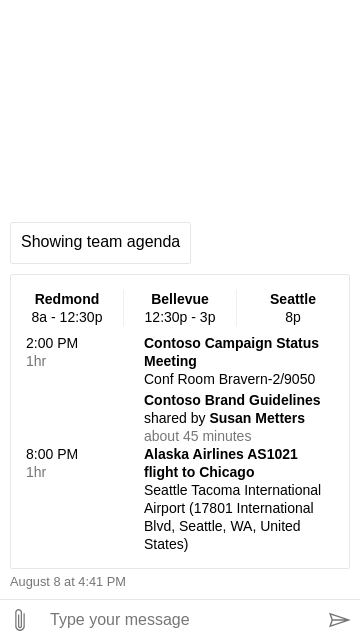 Showing team agenda
Redmond
8a - 12:30p
Bellevue
12:30p - 3p
Seattle
8p
2:00 PM
1hr
Contoso Campaign Status
Meeting
Conf Room Bravern-2/9050
Contoso Brand Guidelines
shared by Susan Metters
about 45 minutes
8:00 PM
1hr
Alaska Airlines AS1021
flight to Chicago
Seattle Tacoma International
Airport (17801 International
Blvd, Seattle, WA, United
States)
August 8 at 4:41 PM
Type your message